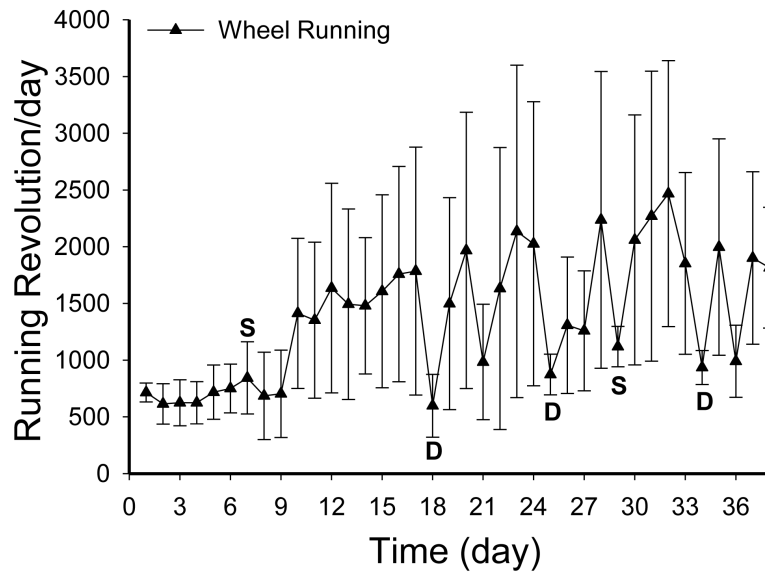 Wheel Running
Running Revolution/day
4000
3500
3000
2500
2000
1500
1000
500
0
S
D
D
S
D
0 3 6 9 12 15 18 21 24 27 30 33 36
Time (day)